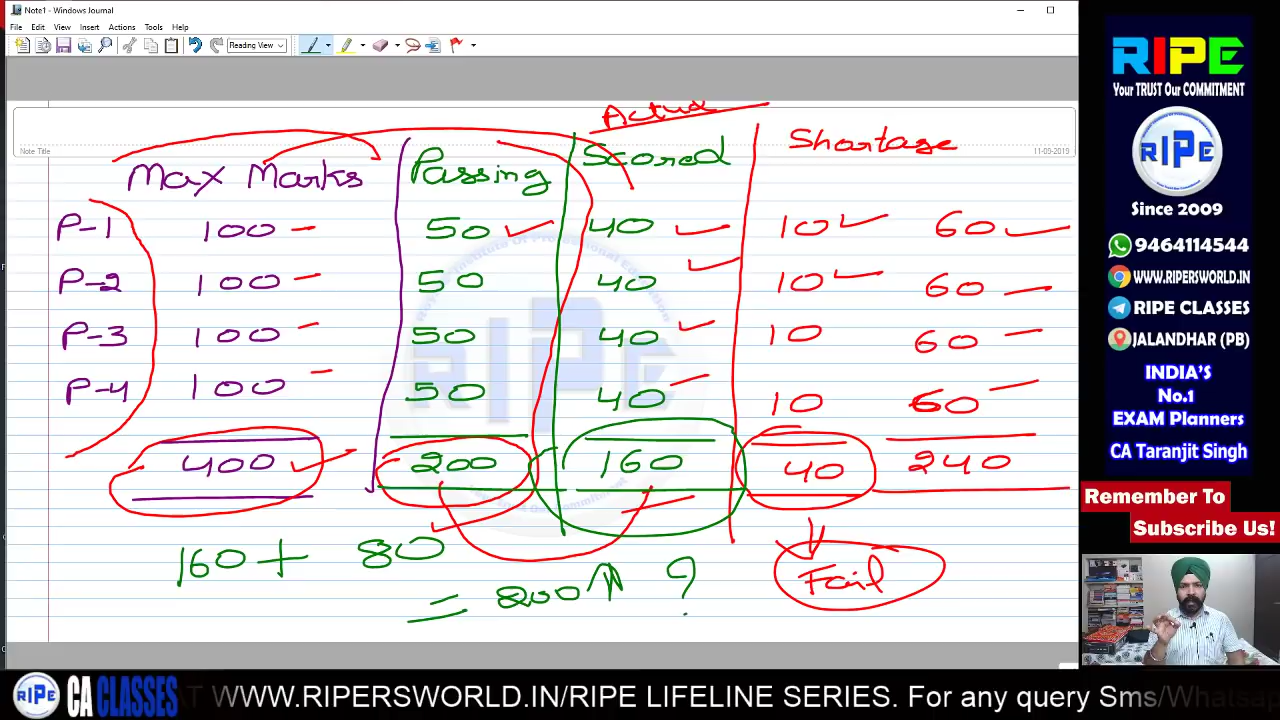 Note1 - Windows Journal
File Edit View Insert Actions Tools Help
Reading View
Note Title
11-09-2019
Actual
Max Marks Passing Scored Shortage
P-1 100 50 40 10 60
P-2 100 50 40 10 60
P-3 100 50 40 10 60
P-4 100 50 40 10 60
400 200 160 40 240
160 + 80
= 200 ?
Fail
RIPE
Your TRUST Our COMMITMENT
RIPE
Since 2009
9464114544
WWW.RIPERSWORLD.IN
RIPE CLASSES
JALANDHAR (PB)
INDIA'S
No.1
EXAM Planners
CA Taranjit Singh
Remember To
Subscribe Us!
RIPE CA CLASSES
AT WWW.RIPERSWORLD.IN/RIPE LIFELINE SERIES. For any query Sms/Whatsap